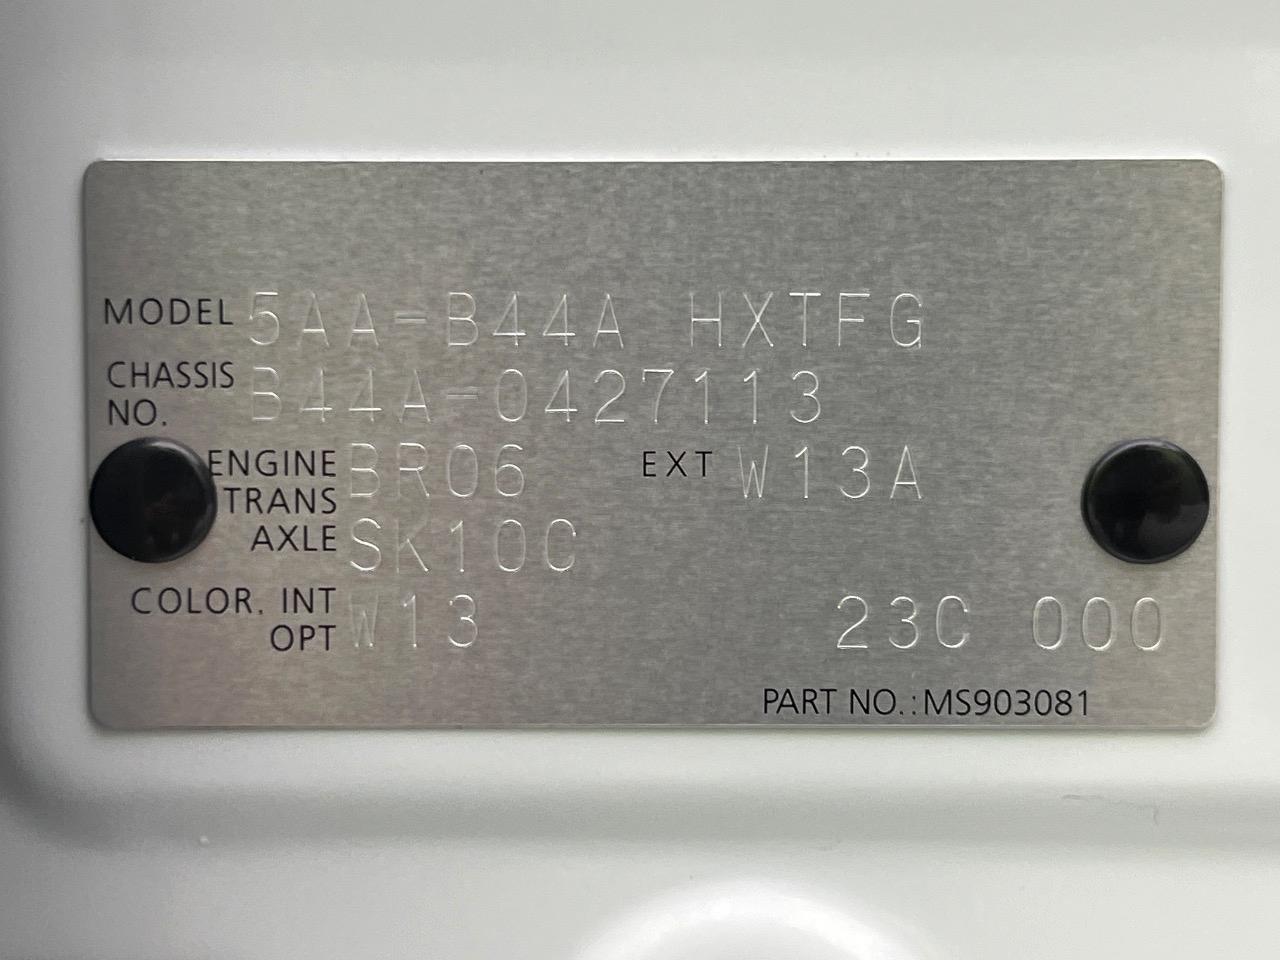 MODEL 5AA-B44A HXTFG
CHASSIS NO. B44A-0427113
ENGINE BR06 EXT W13A
TRANS AXLE SK10C
COLOR. INT OPT W13 23C 000
PART NO.:MS903081